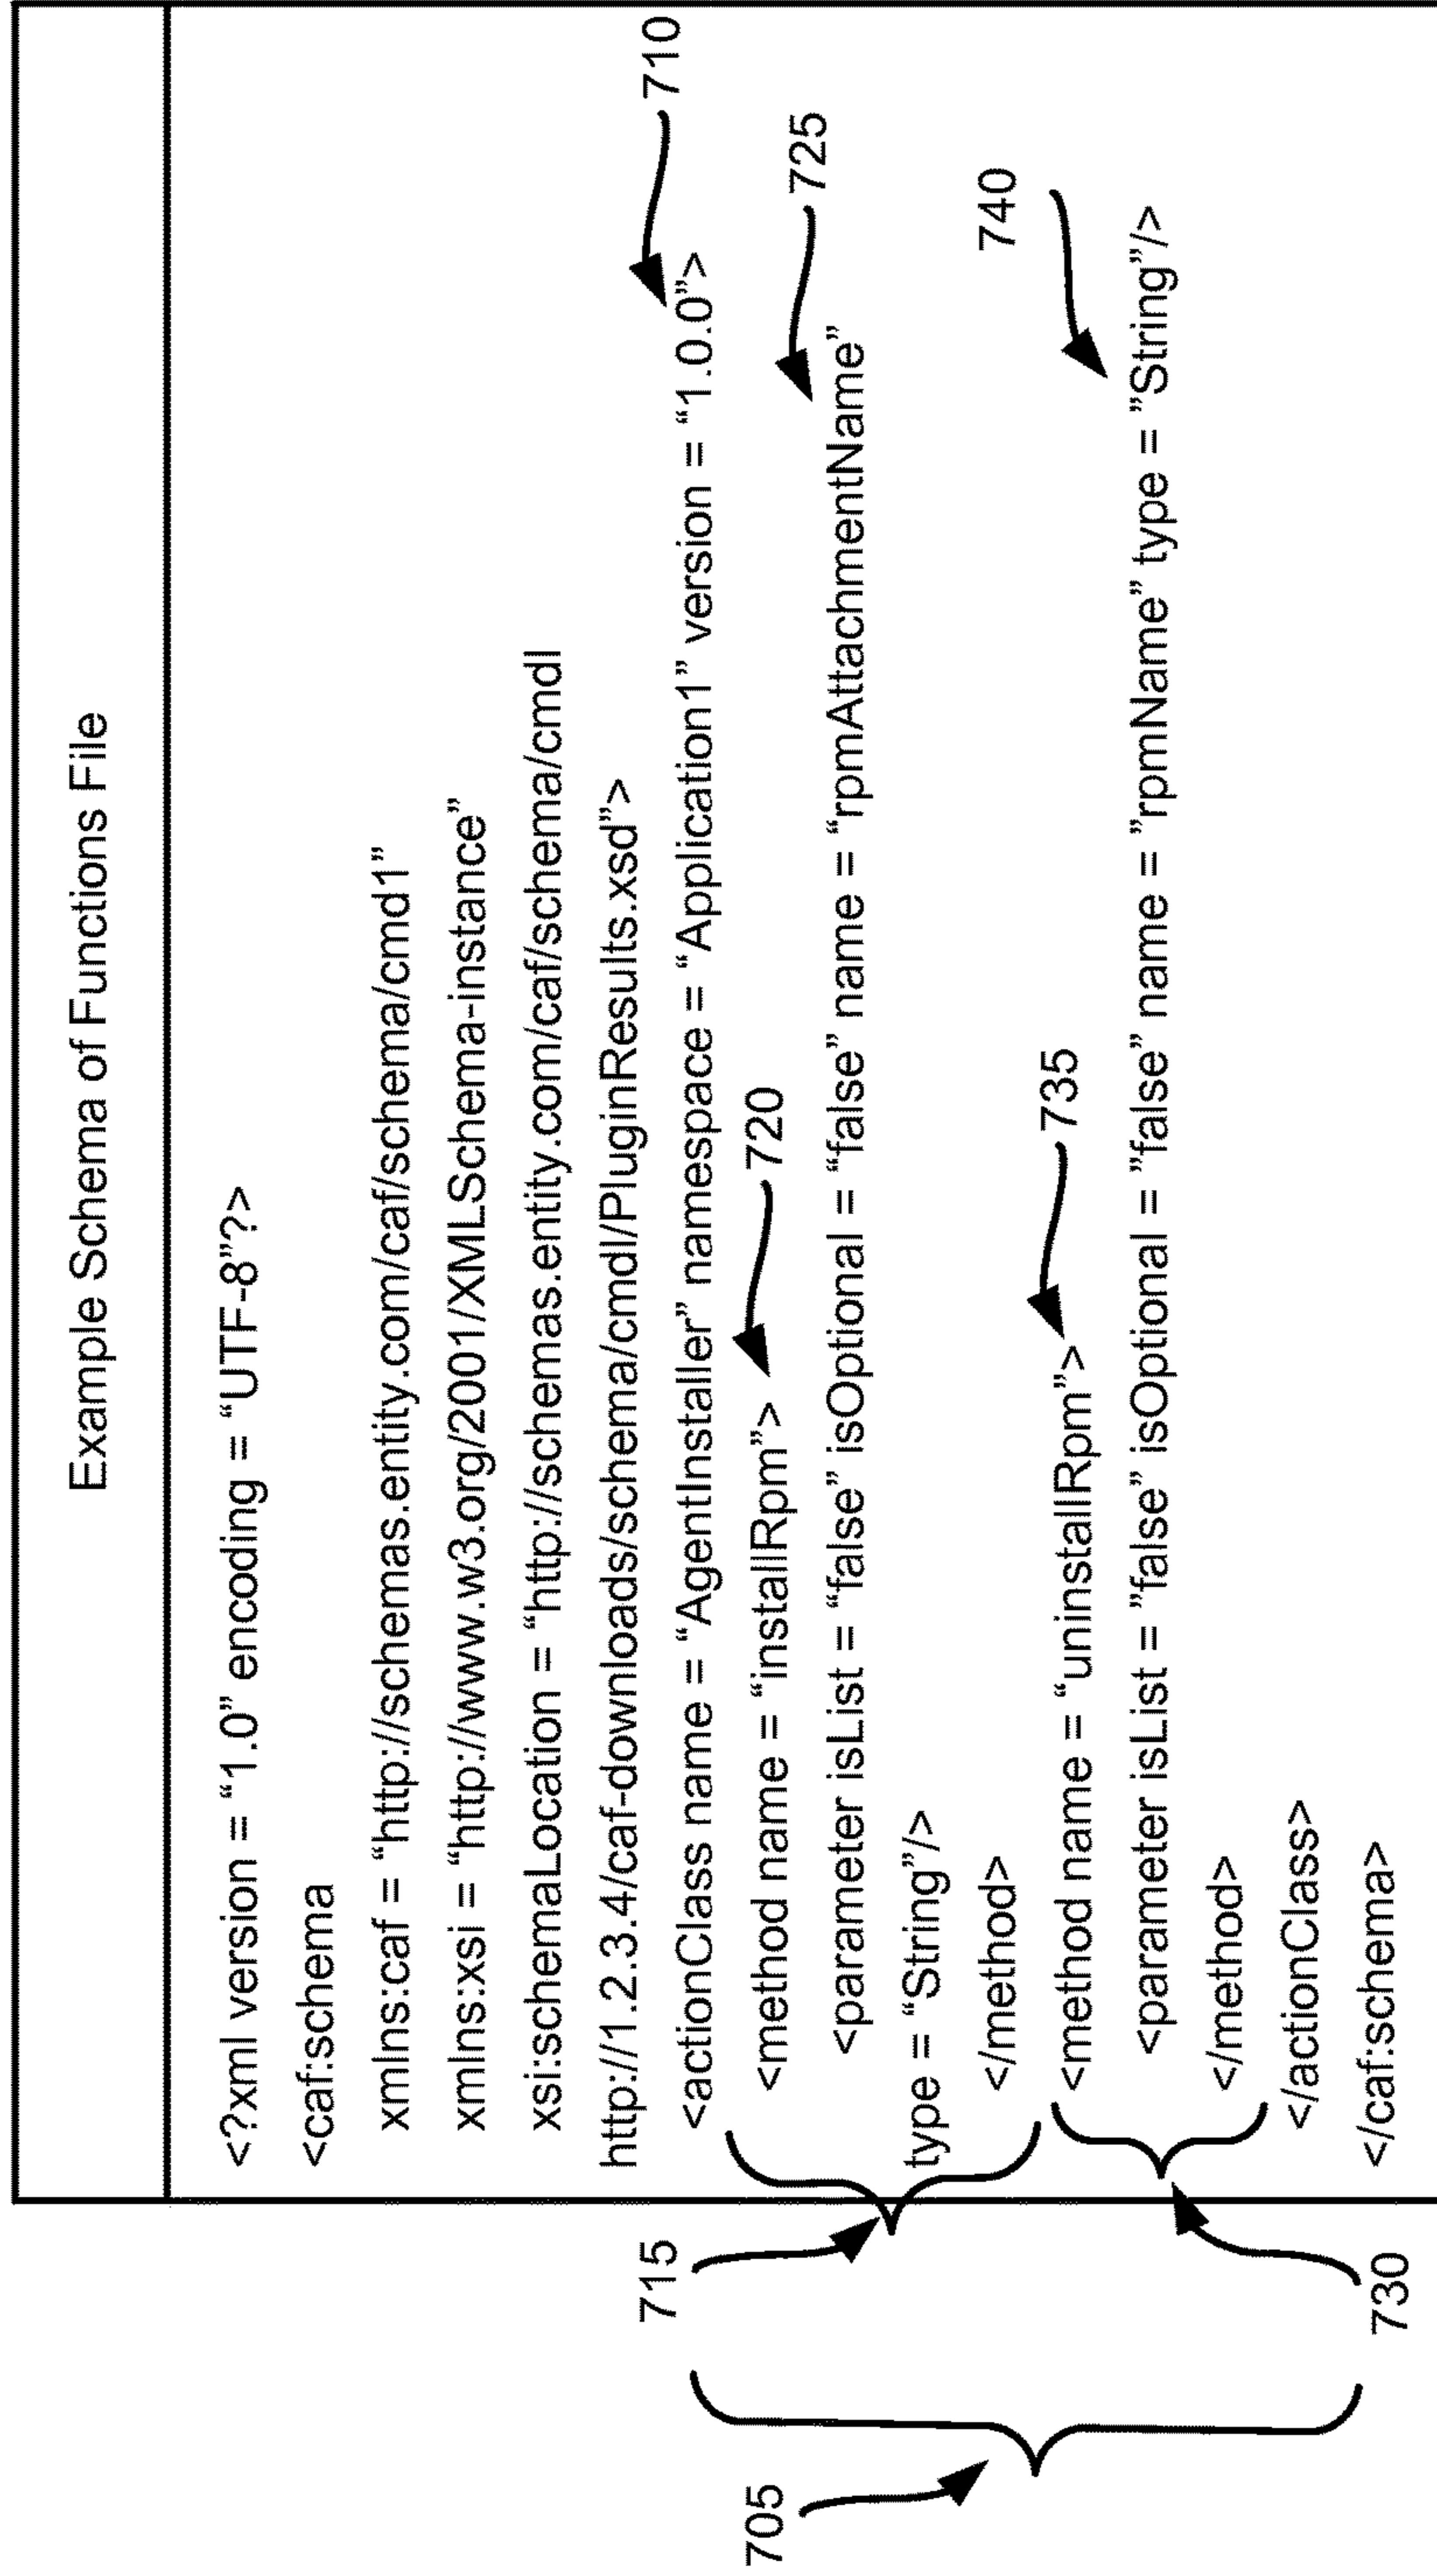 Example Schema of Functions File
<?xml version = “1.0” encoding = “UTF-8”?>
<caf:schema
xmlns:caf = “http://schemas.entity.com/caf/schema/cmd1”
xmlns:xsi = “http://www.w3.org/2001/XMLSchema-instance”
xsi:schemaLocation = “http://schemas.entity.com/caf/schema/cmdl
http://1.2.3.4/caf-downloads/schema/cmdl/PluginResults.xsd”>
<actionClass name = “AgentInstaller” namespace = “Application1” version = “1.0.0”>
710
715
<method name = “installRpm”>
720
<parameter isList = “false” isOptional = “false” name = “rpmAttachmentName”
725
type = “String”/>
</method>
705
<method name = “uninstallRpm”>
735
<parameter isList = ”false” isOptional = ”false” name = ”rpmName” type = ”String”/>
740
</method>
730
</actionClass>
</caf:schema>